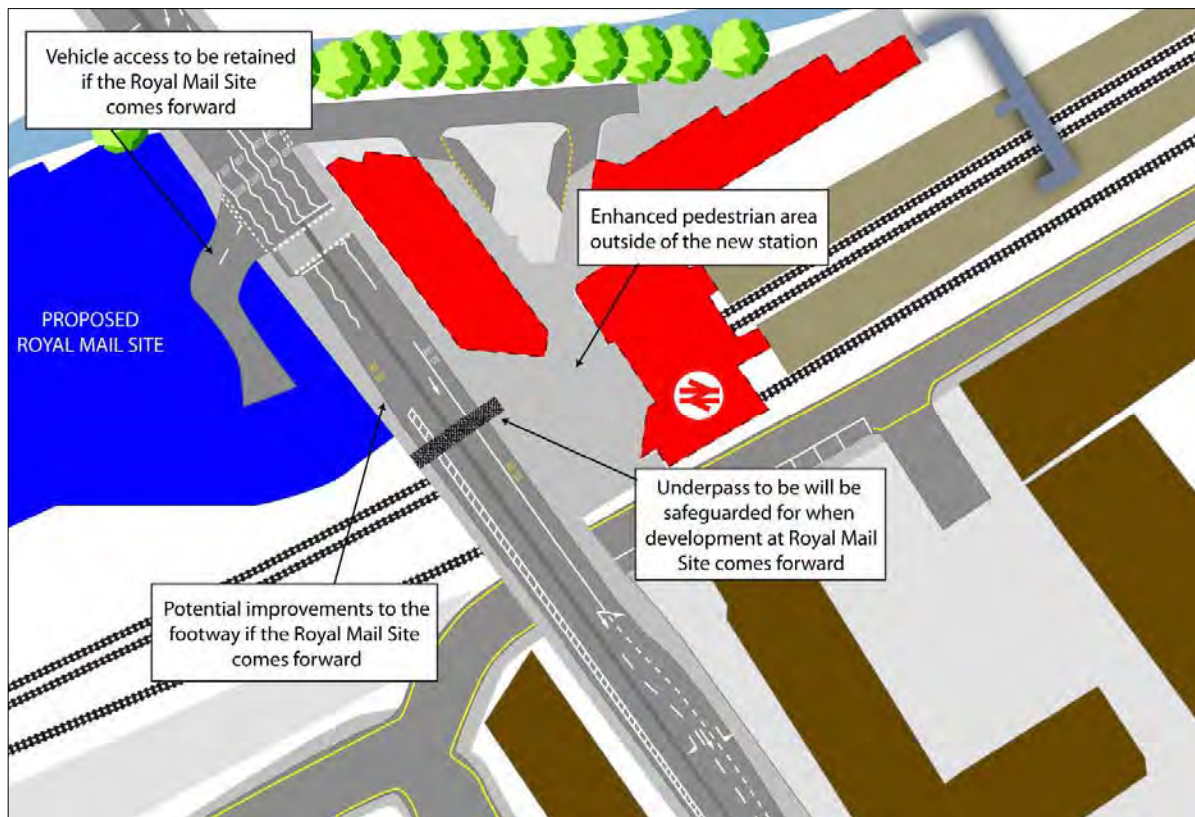 Vehicle access to be retained
if the Royal Mail Site
comes forward
Enhanced pedestrian area
outside of the new station
PROPOSED
ROYAL MAIL SITE
Underpass to be will be
safeguarded for when
development at Royal Mail
Site comes forward
Potential improvements to the
footway if the Royal Mail Site
comes forward